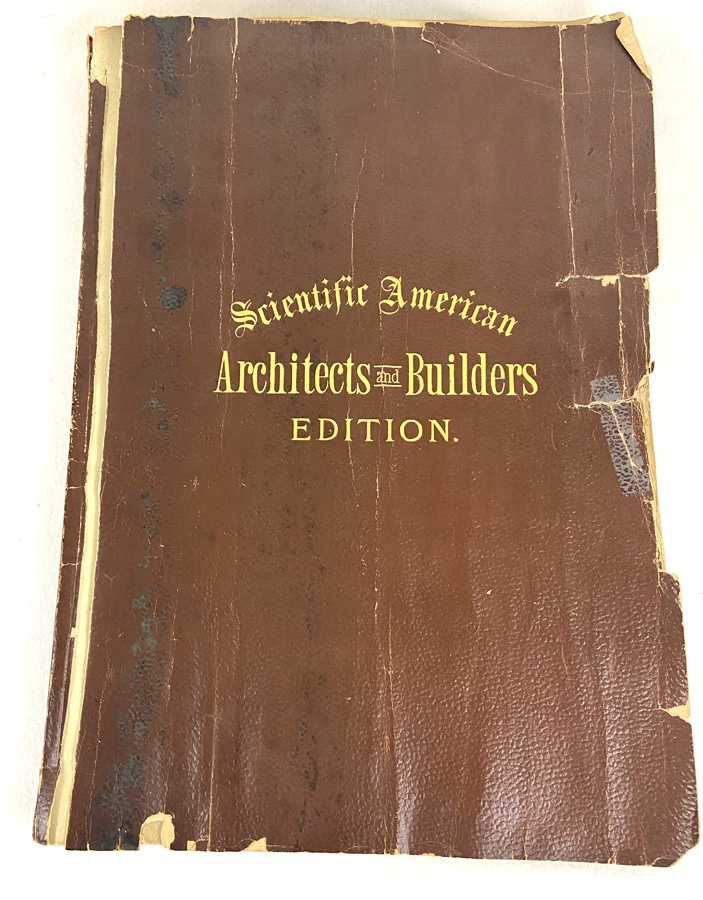 Scientific American
Architects and Builders
EDITION.